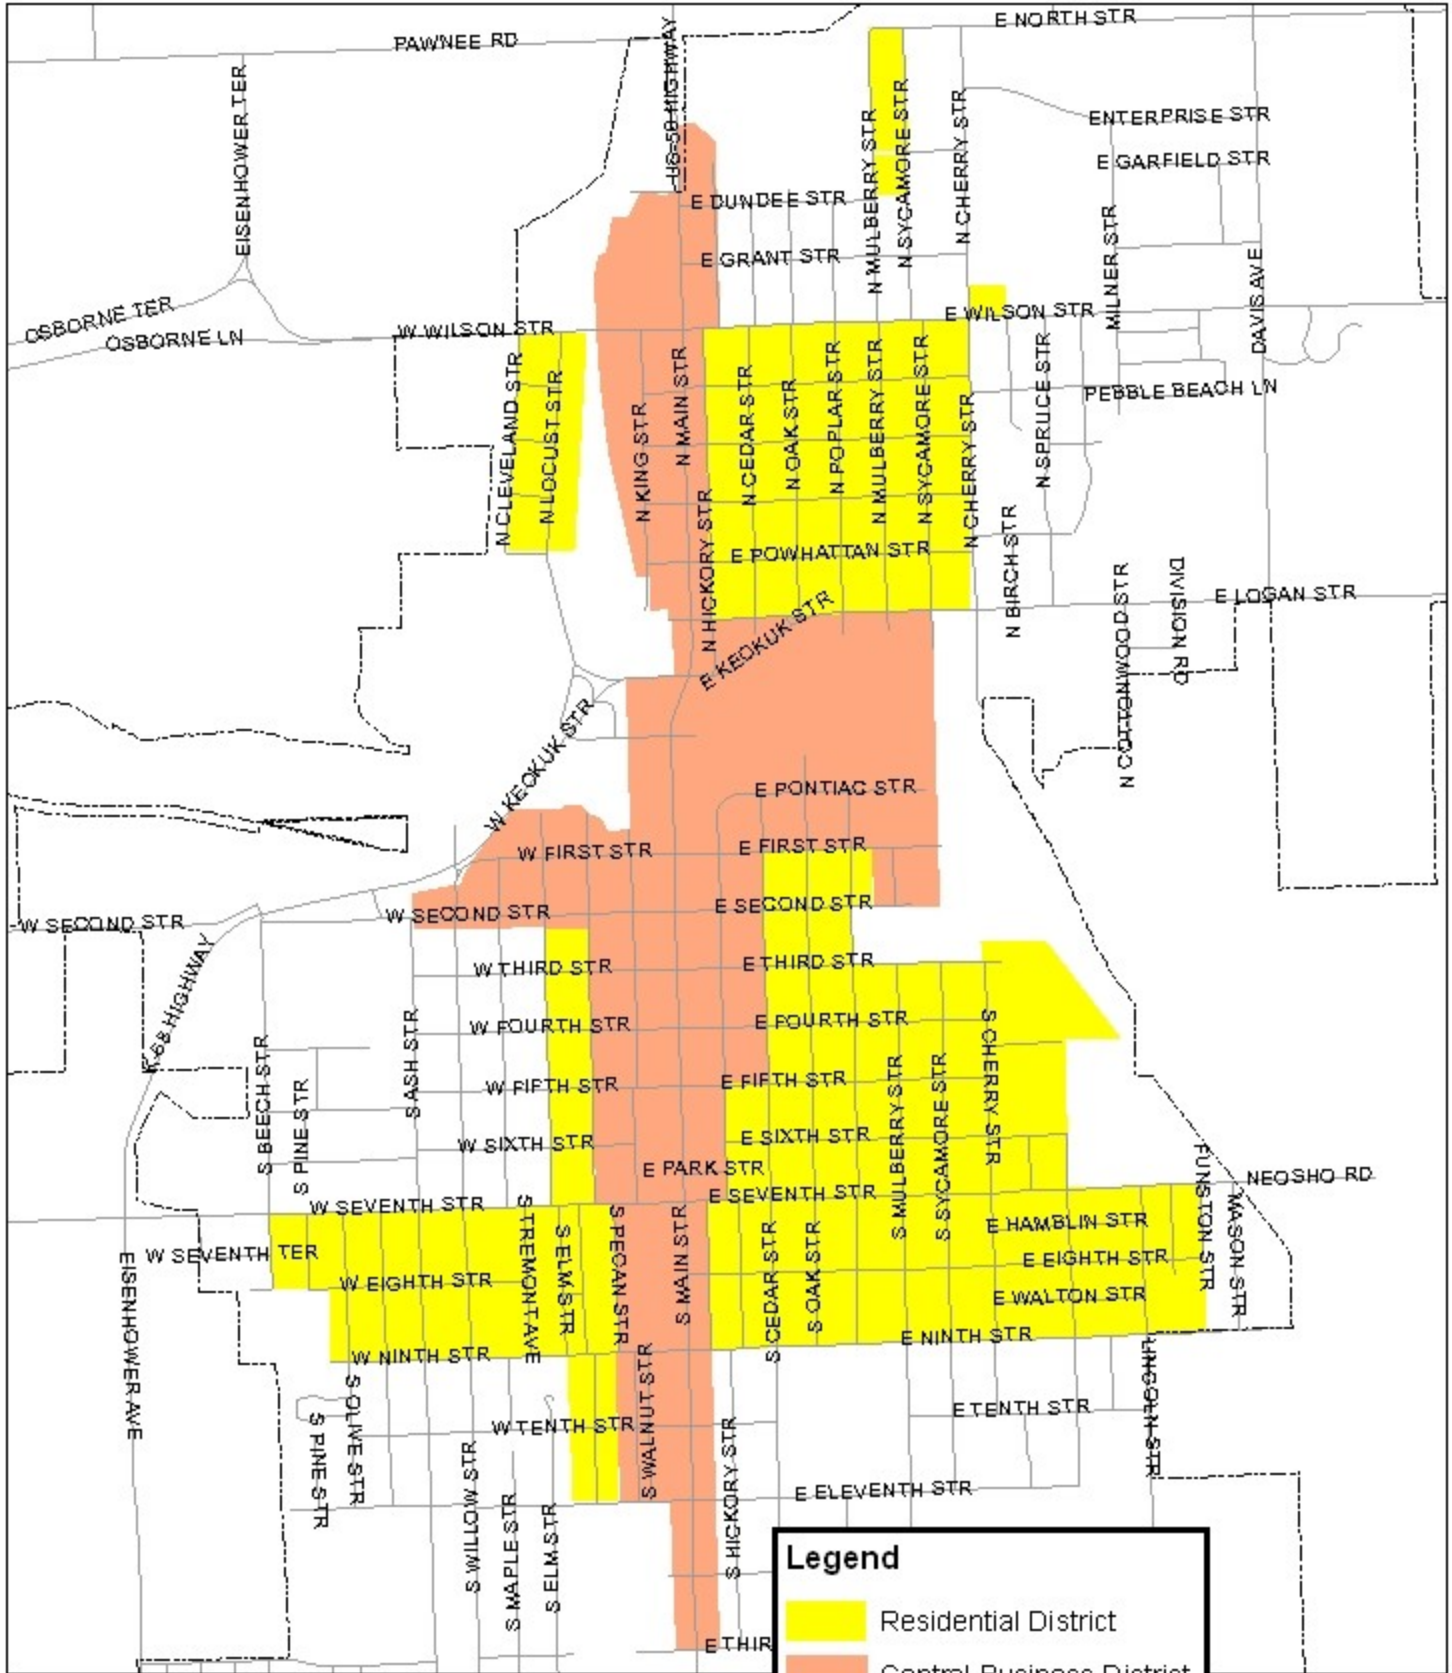 E NORTH STR
PAWNEE RD
US-59 HIGHWAY
EISENHOWER TER
ENTERPRISE STR
E GARFIELD STR
N MULBERRY STR
N SYCAMORE STR
N CHERRY STR
E DUNDEE STR
E GRANT STR
MILNER STR
DAVIS AVE
OSBORNE TER
OSBORNE LN
W WILSON STR
E WILSON STR
PEBBLE BEACH LN
N CLEVELAND STR
N LOCUST STR
N KING STR
N MAIN STR
N HICKORY STR
N CEDAR STR
N OAK STR
N POPLAR STR
N MULBERRY STR
N SYCAMORE STR
N CHERRY STR
N SPRUCE STR
N BIRCH STR
E POWHATTAN STR
E LOGAN STR
N COTTONWOOD STR
DIVISION RD
E KEOKUK STR
W KEOKUK STR
E PONTIAC STR
W FIRST STR
E FIRST STR
W SECOND STR
W SECOND STR
E SECOND STR
K-68 HIGHWAY
W THIRD STR
E THIRD STR
W FOURTH STR
E FOURTH STR
S BEECH STR
S PINE STR
S ASH STR
W FIFTH STR
E FIFTH STR
S MULBERRY STR
S SYCAMORE STR
S CHERRY STR
W SIXTH STR
E SIXTH STR
E PARK STR
W SEVENTH STR
E SEVENTH STR
FUNSTON STR
NEOSHO RD
MASON STR
W SEVENTH TER
E HAMBLIN STR
E EIGHTH STR
W EIGHTH STR
E WALTON STR
EISENHOWER AVE
S TREMONT AVE
S ELM STR
S PECAN STR
S MAIN STR
S CEDAR STR
S OAK STR
W NINTH STR
E NINTH STR
S WALNUT STR
LINCOLN STR
S PINE STR
S OLIVE STR
W TENTH STR
E TENTH STR
S WILLOW STR
S MAPLE STR
S ELM STR
S HICKORY STR
E ELEVENTH STR
E THIR
Legend
Residential District
Central Business District